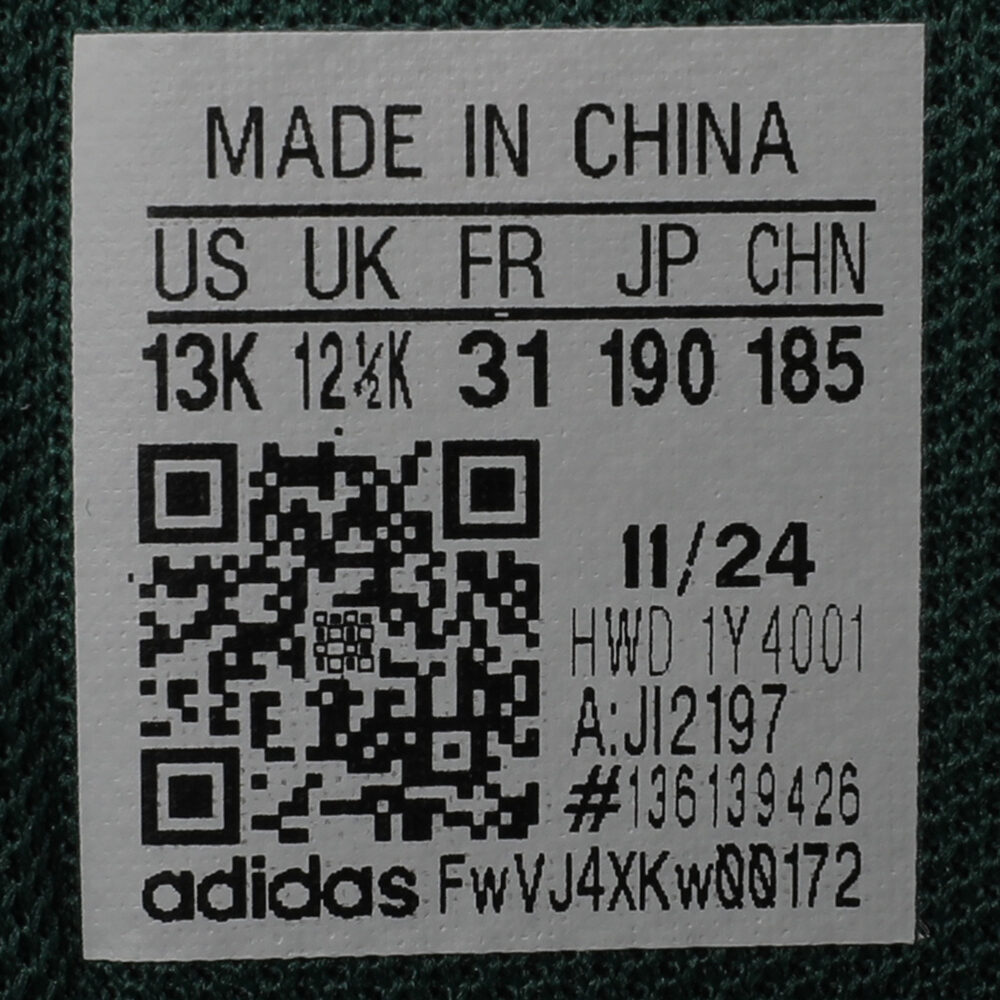 MADE IN CHINA
US UK FR JP CHN
13K 12½K 31 190 185
11/24
HWD 1Y4001
A:JI2197
#136139426
adidas FwVJ4XKw00172